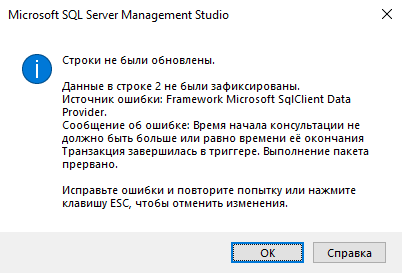 Microsoft SQL Server Management Studio
Строки не были обновлены.
Данные в строке 2 не были зафиксированы.
Источник ошибки: Framework Microsoft SqlClient Data
Provider.
Сообщение об ошибке: Время начала консультации не
должно быть больше или равно времени её окончания
Транзакция завершилась в триггере. Выполнение пакета
прервано.
Исправьте ошибки и повторите попытку или нажмите
клавишу ESC, чтобы отменить изменения.
OK
Справка